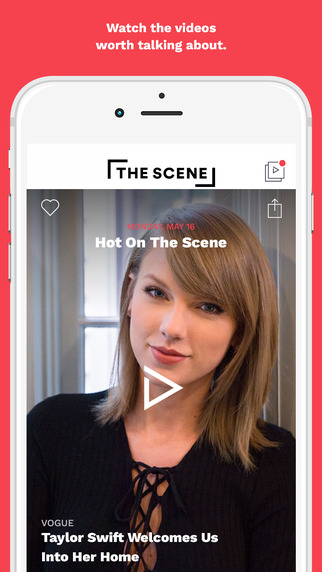 Watch the videos
worth talking about.
THE SCENE
MAY 16
Hot On The Scene
VOGUE
Taylor Swift Welcomes Us
Into Her Home